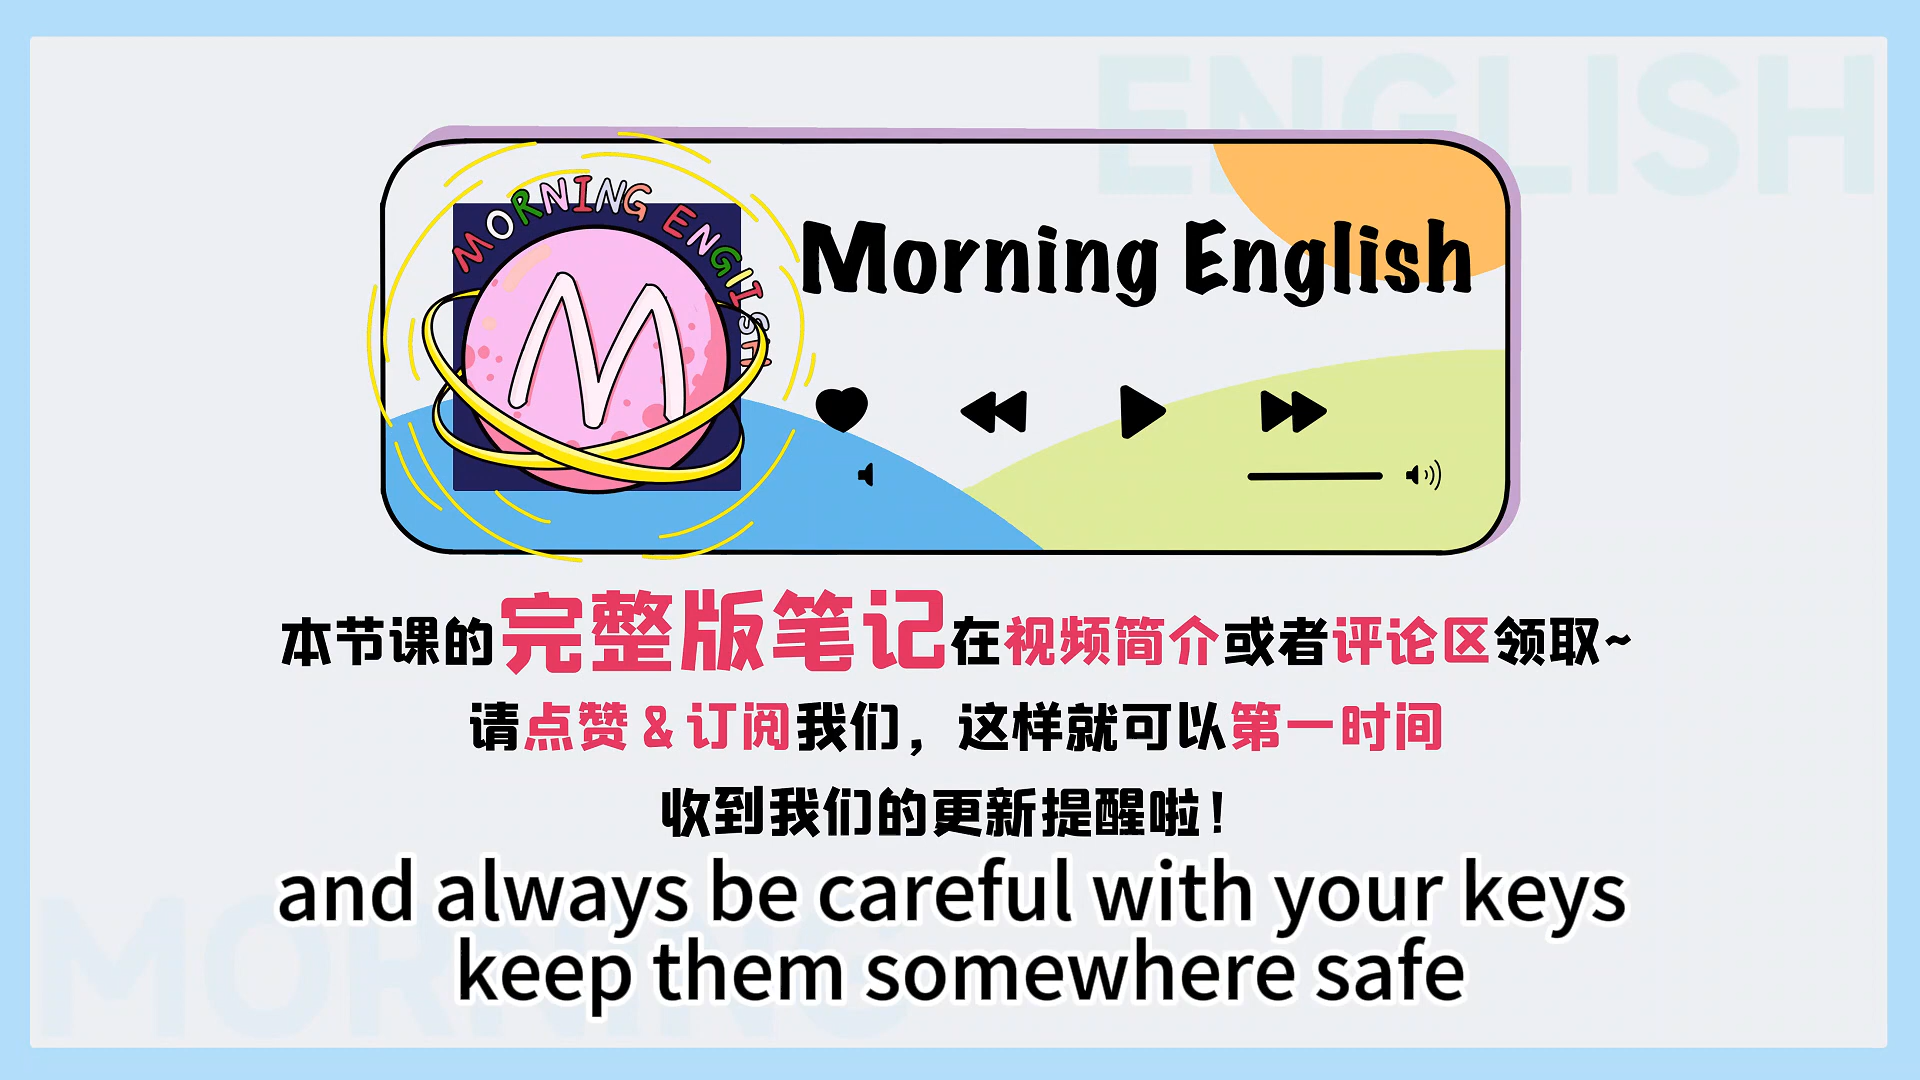 ENGLISH
MORNING ENGLISH
M
Morning English
本节课的完整版笔记在视频简介或者评论区领取~
请点赞&订阅我们，这样就可以第一时间
收到我们的更新提醒啦！
and always be careful with your keys
keep them somewhere safe
MORNING